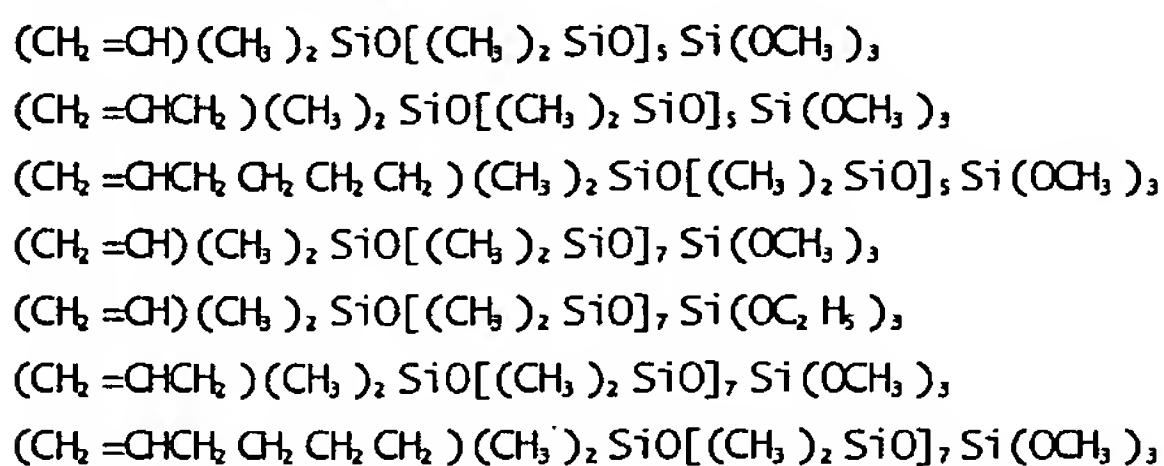 (CH₂=CH)(CH₃)₂SiO[(CH₃)₂SiO]₅Si(OCH₃)₃
(CH₂=CHCH₂)(CH₃)₂SiO[(CH₃)₂SiO]₅Si(OCH₃)₃
(CH₂=CHCH₂CH₂CH₂CH₂)(CH₃)₂SiO[(CH₃)₂SiO]₅Si(OCH₃)₃
(CH₂=CH)(CH₃)₂SiO[(CH₃)₂SiO]₇Si(OCH₃)₃
(CH₂=CH)(CH₃)₂SiO[(CH₃)₂SiO]₇Si(OC₂H₅)₃
(CH₂=CHCH₂)(CH₃)₂SiO[(CH₃)₂SiO]₇Si(OCH₃)₃
(CH₂=CHCH₂CH₂CH₂CH₂)(CH₃)₂SiO[(CH₃)₂SiO]₇Si(OCH₃)₃